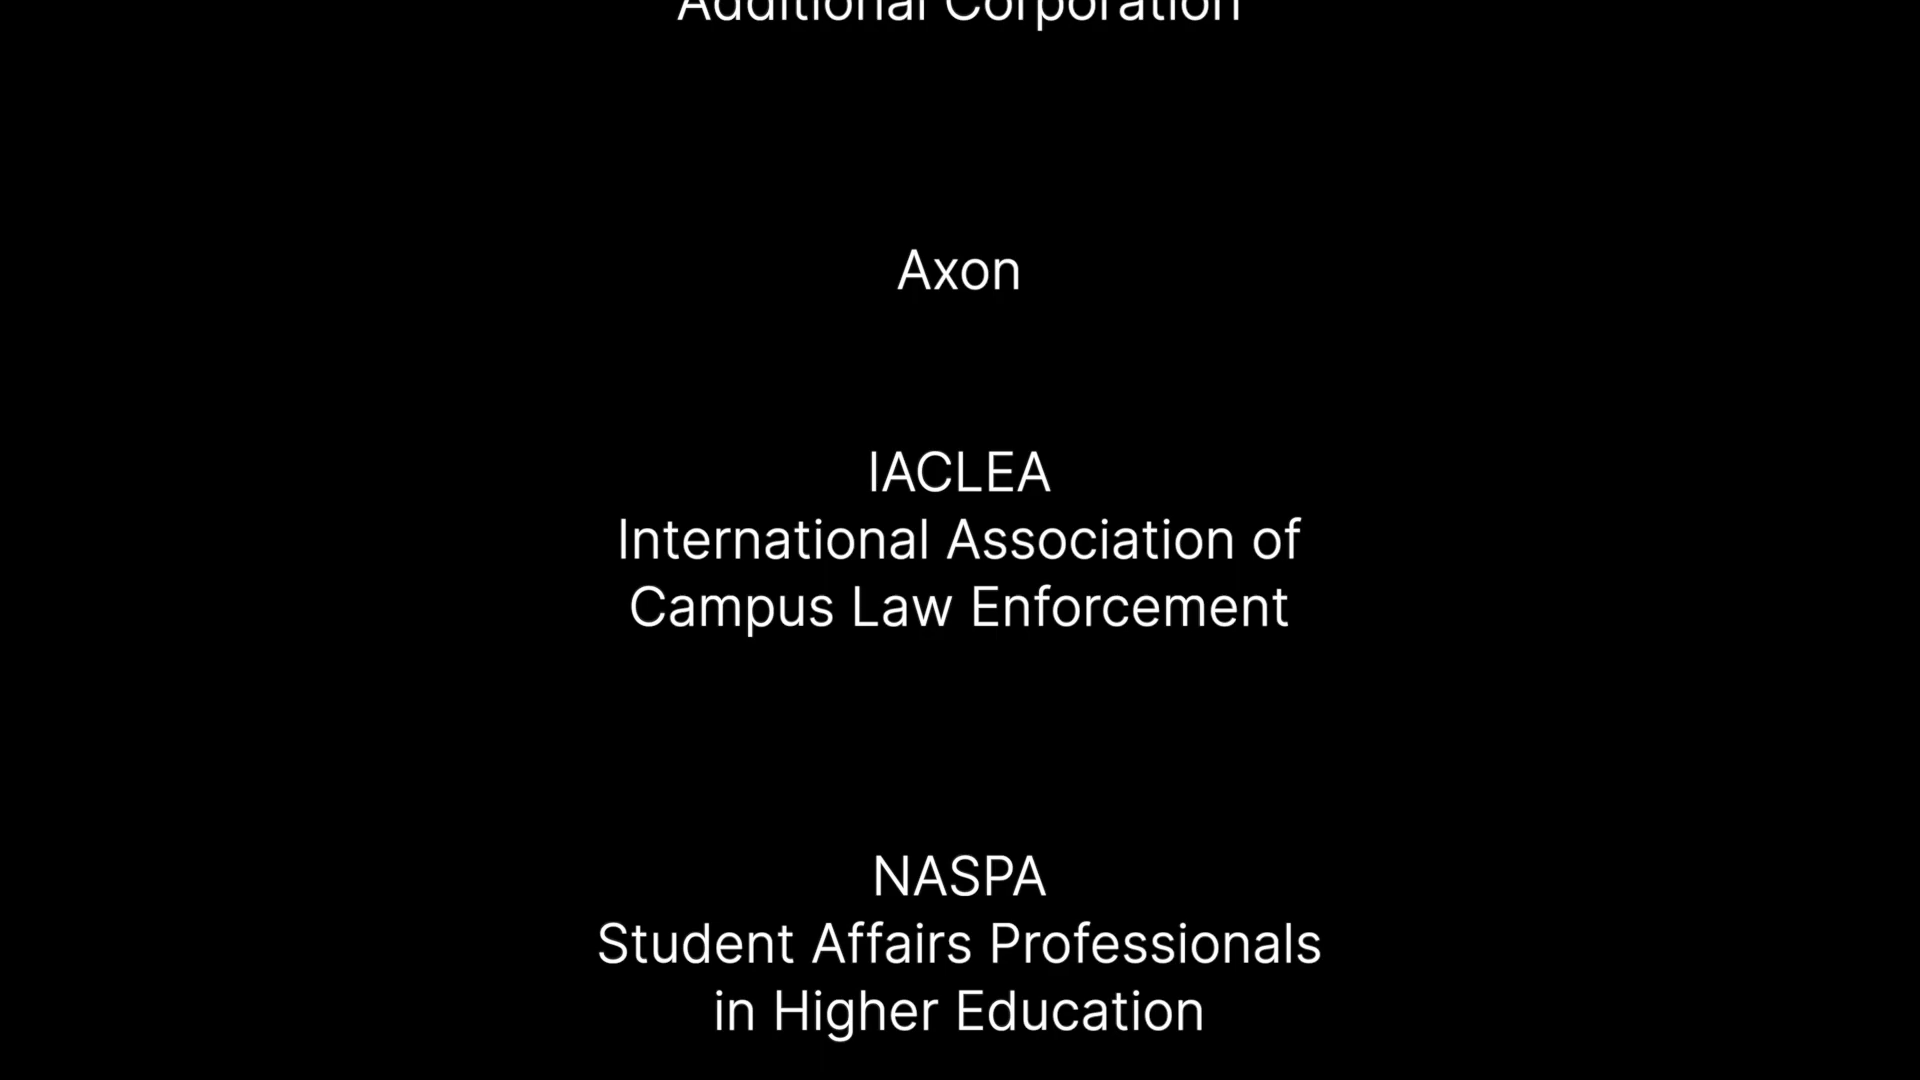 Additional Corporation
Axon
IACLEA
International Association of
Campus Law Enforcement
NASPA
Student Affairs Professionals
in Higher Education